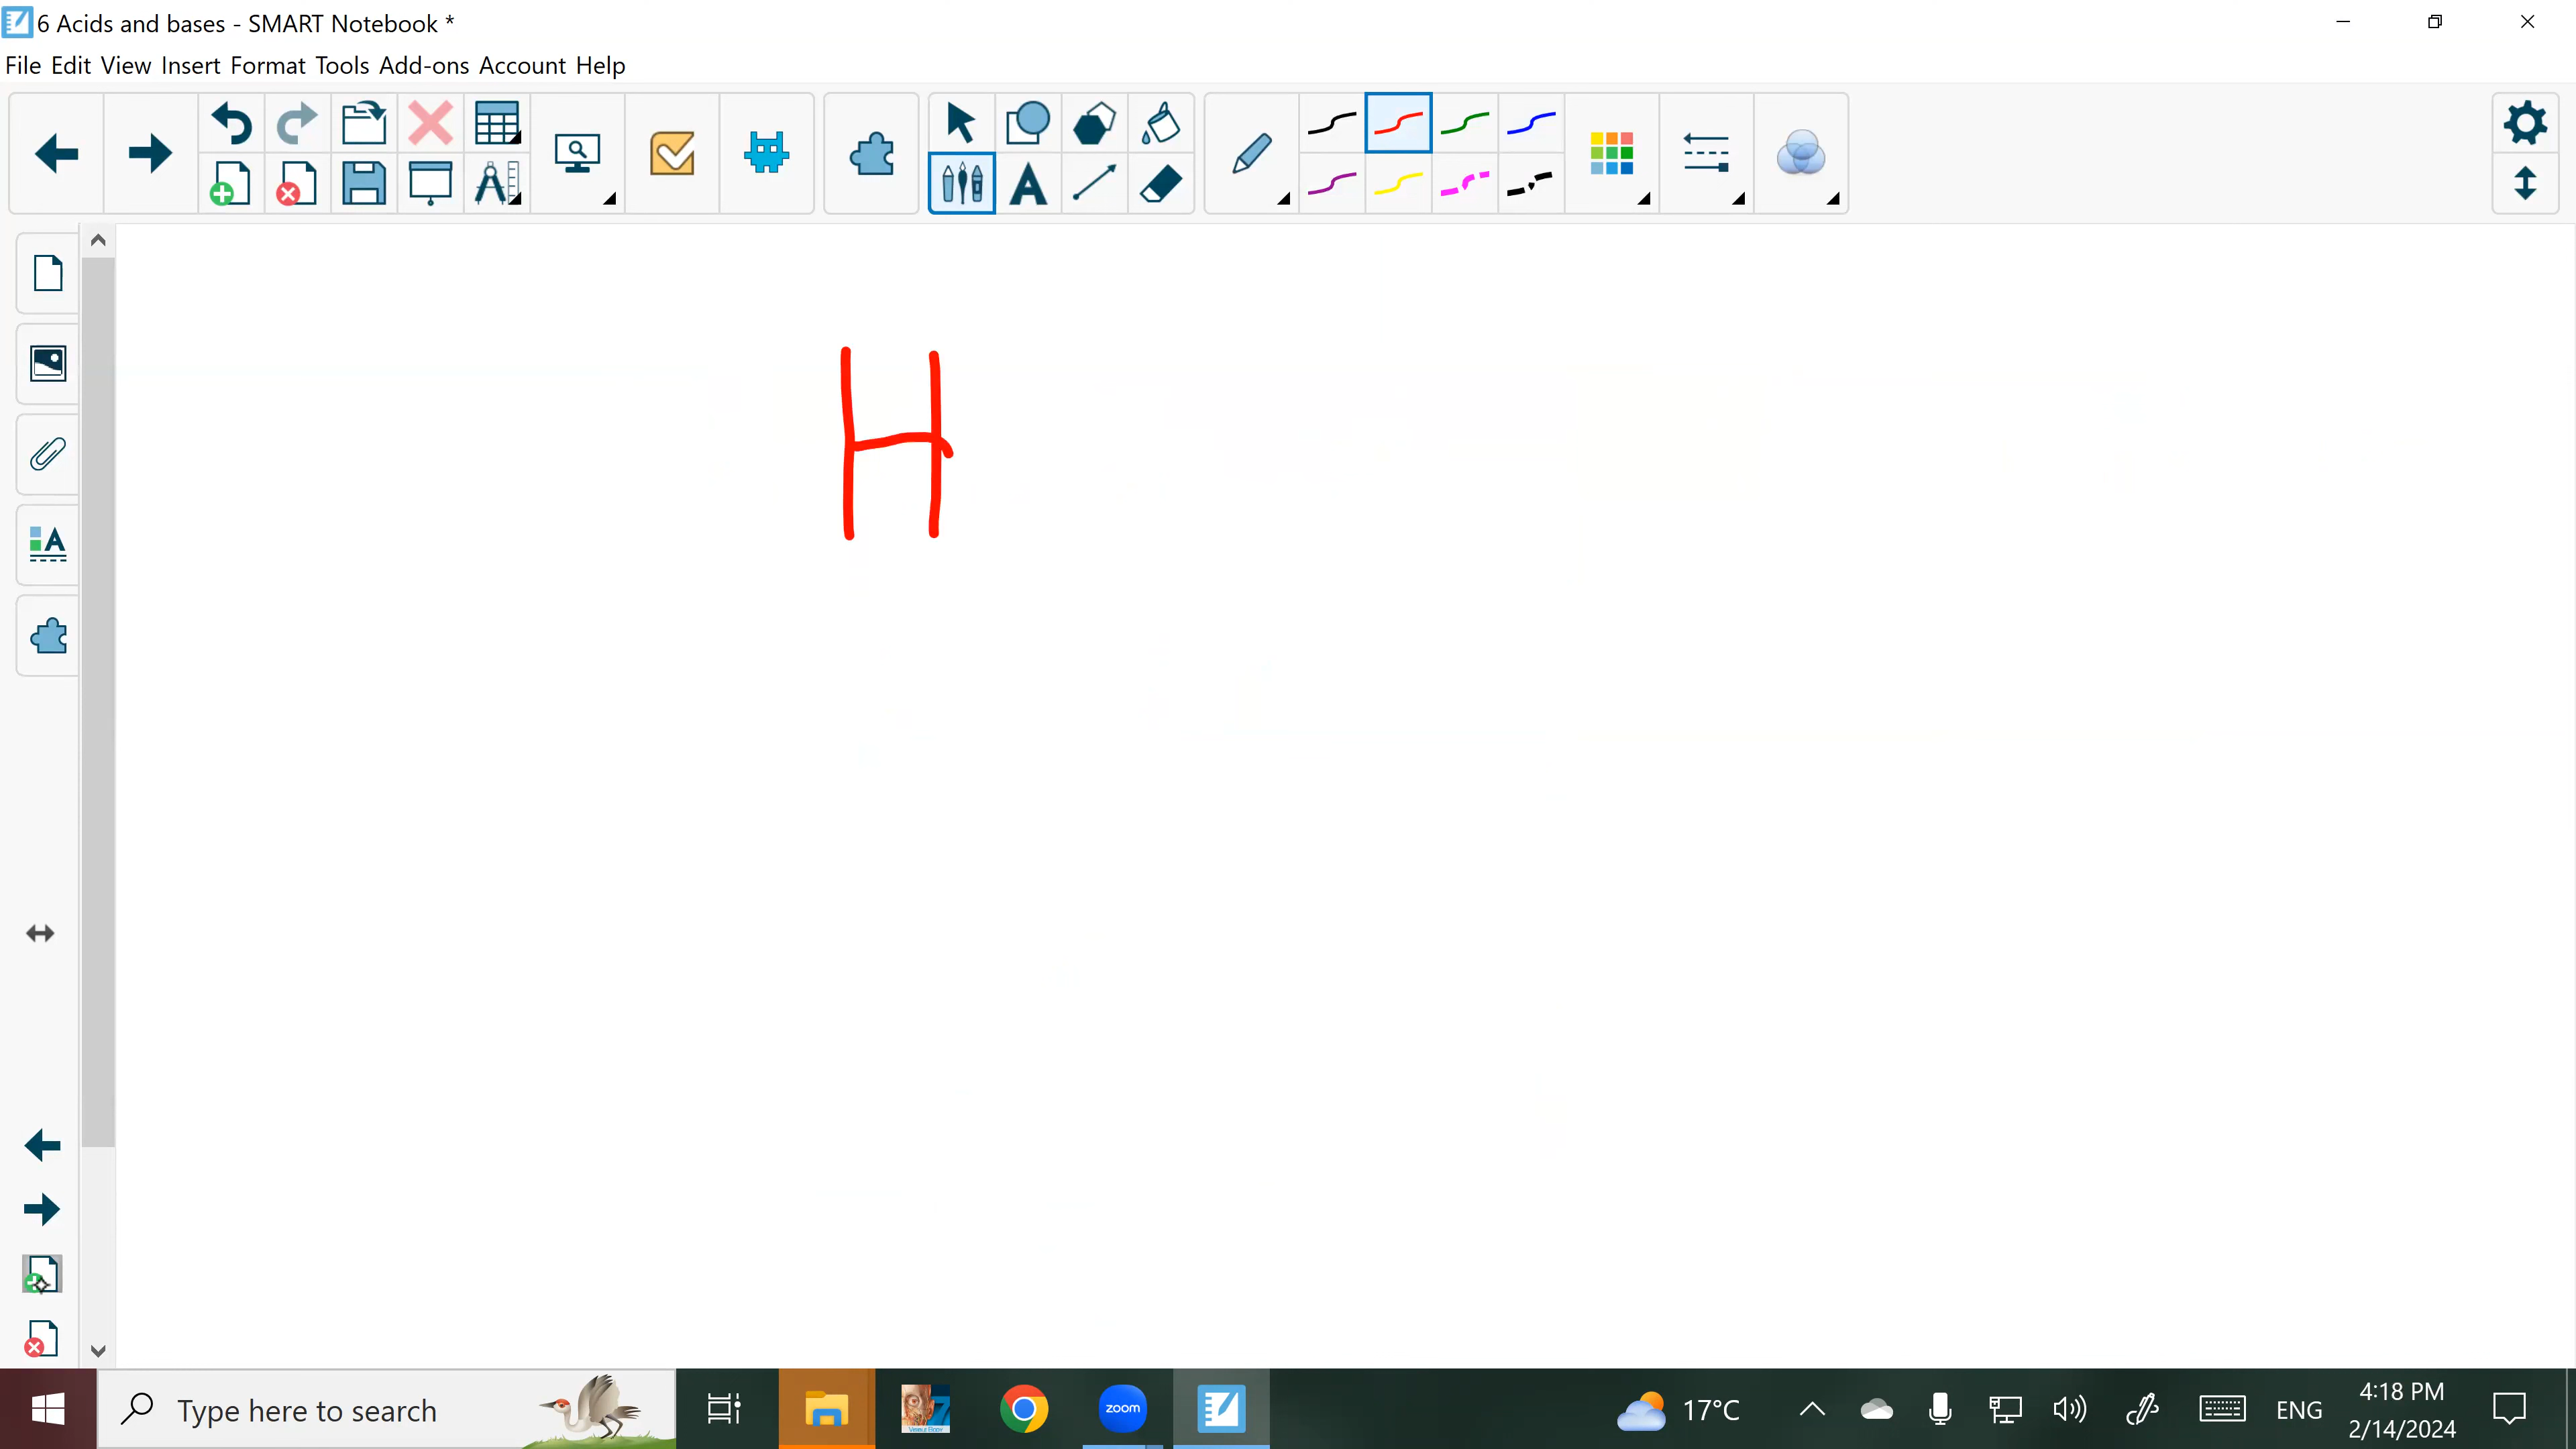 6 Acids and bases - SMART Notebook *
File Edit View Insert Format Tools Add-ons Account Help
H
Type here to search
zoom
17°C
ENG
4:18 PM
2/14/2024